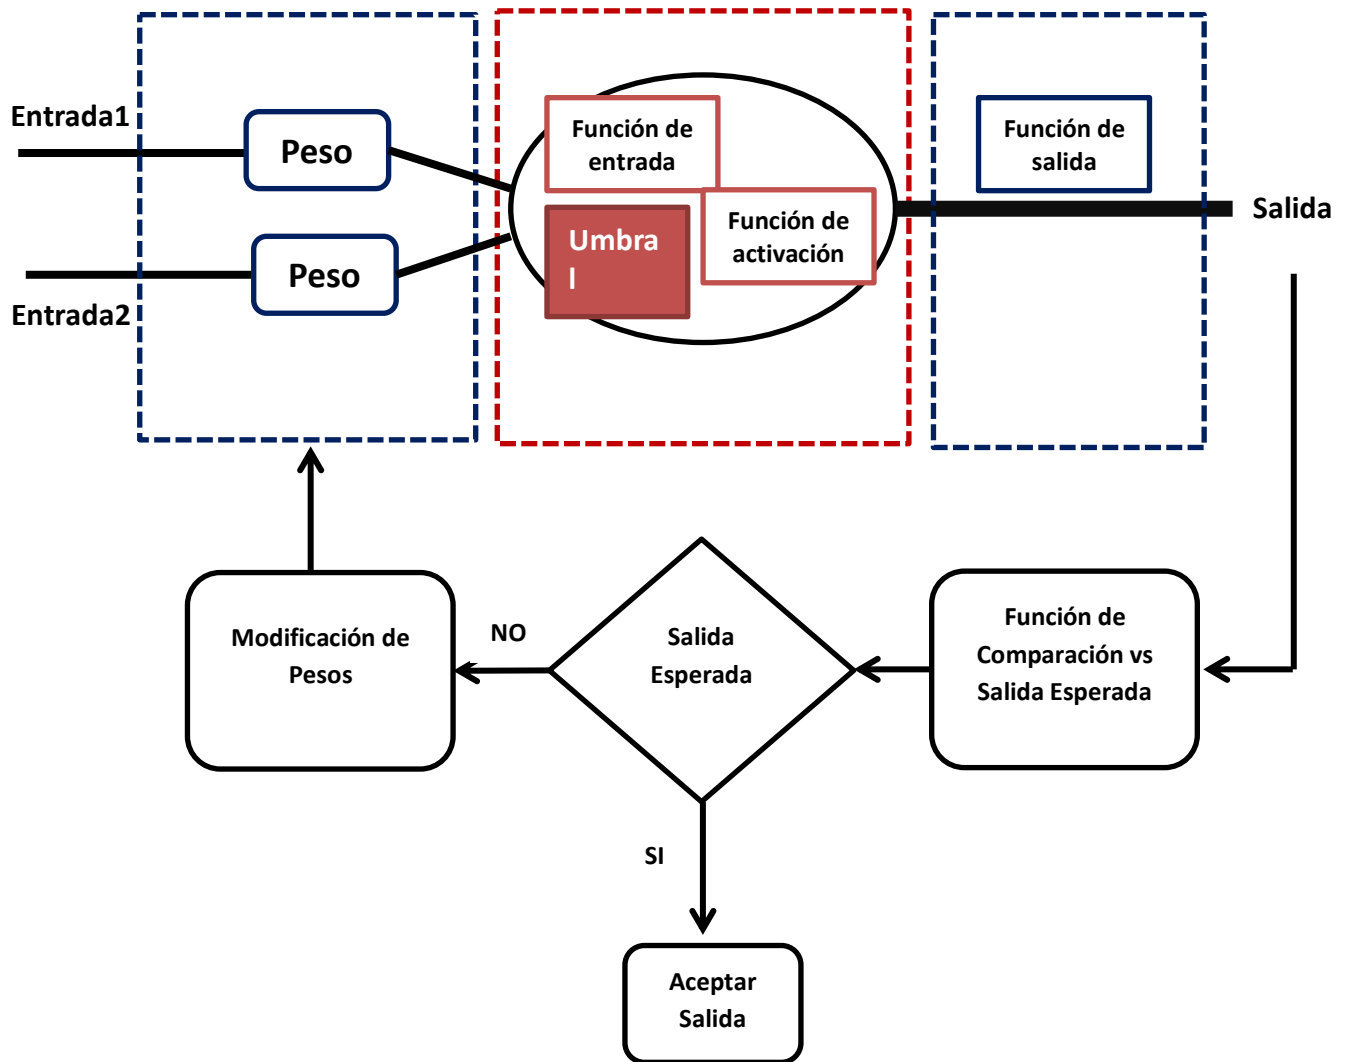 Entrada1
Peso
Peso
Entrada2
Función de
entrada
Umbra
l
Función de
activación
Función de
salida
Salida
Modificación de
Pesos
NO
Salida
Esperada
Función de
Comparación vs
Salida Esperada
SI
Aceptar
Salida